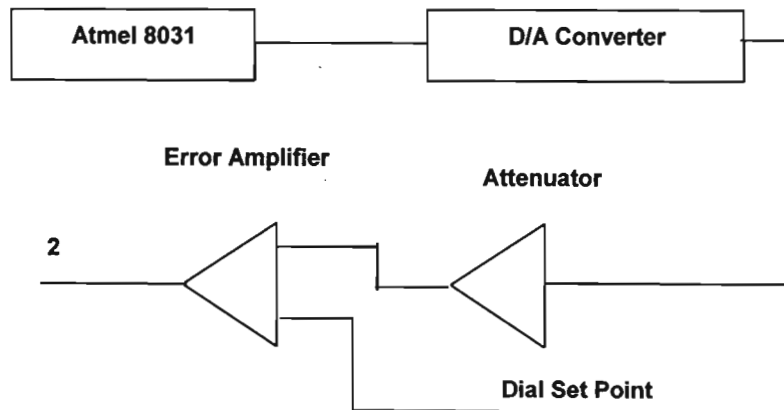 Atmel 8031
D/A Converter
Error Amplifier
Attenuator
2
Dial Set Point